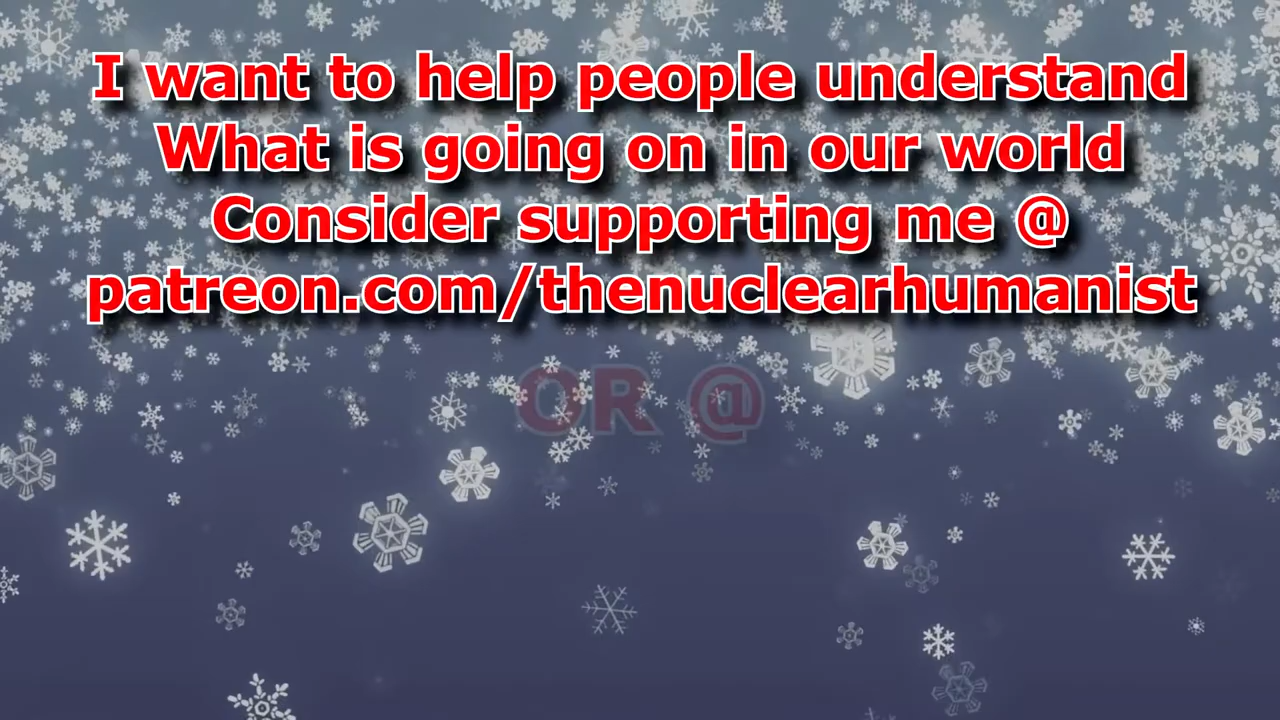 I want to help people understand
What is going on in our world
Consider supporting me @
patreon.com/thenuclearhumanist
OR @